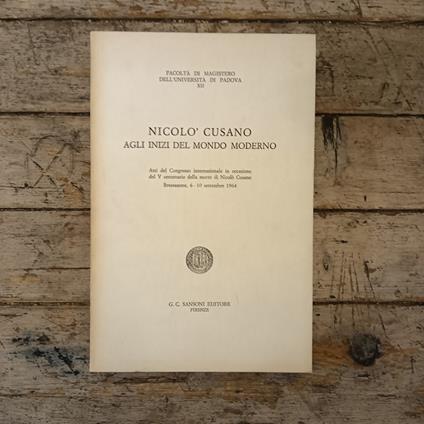 FACOLTÀ DI MAGISTERO
DELL'UNIVERSITÀ DI PADOVA
XII
NICOLO' CUSANO
AGLI INIZI DEL MONDO MODERNO
Atti del Congresso internazionale in occasione
del V centenario della morte di Nicolò Cusano
Bressanone, 6 - 10 settembre 1964
G. C. SANSONI EDITORE
FIRENZE